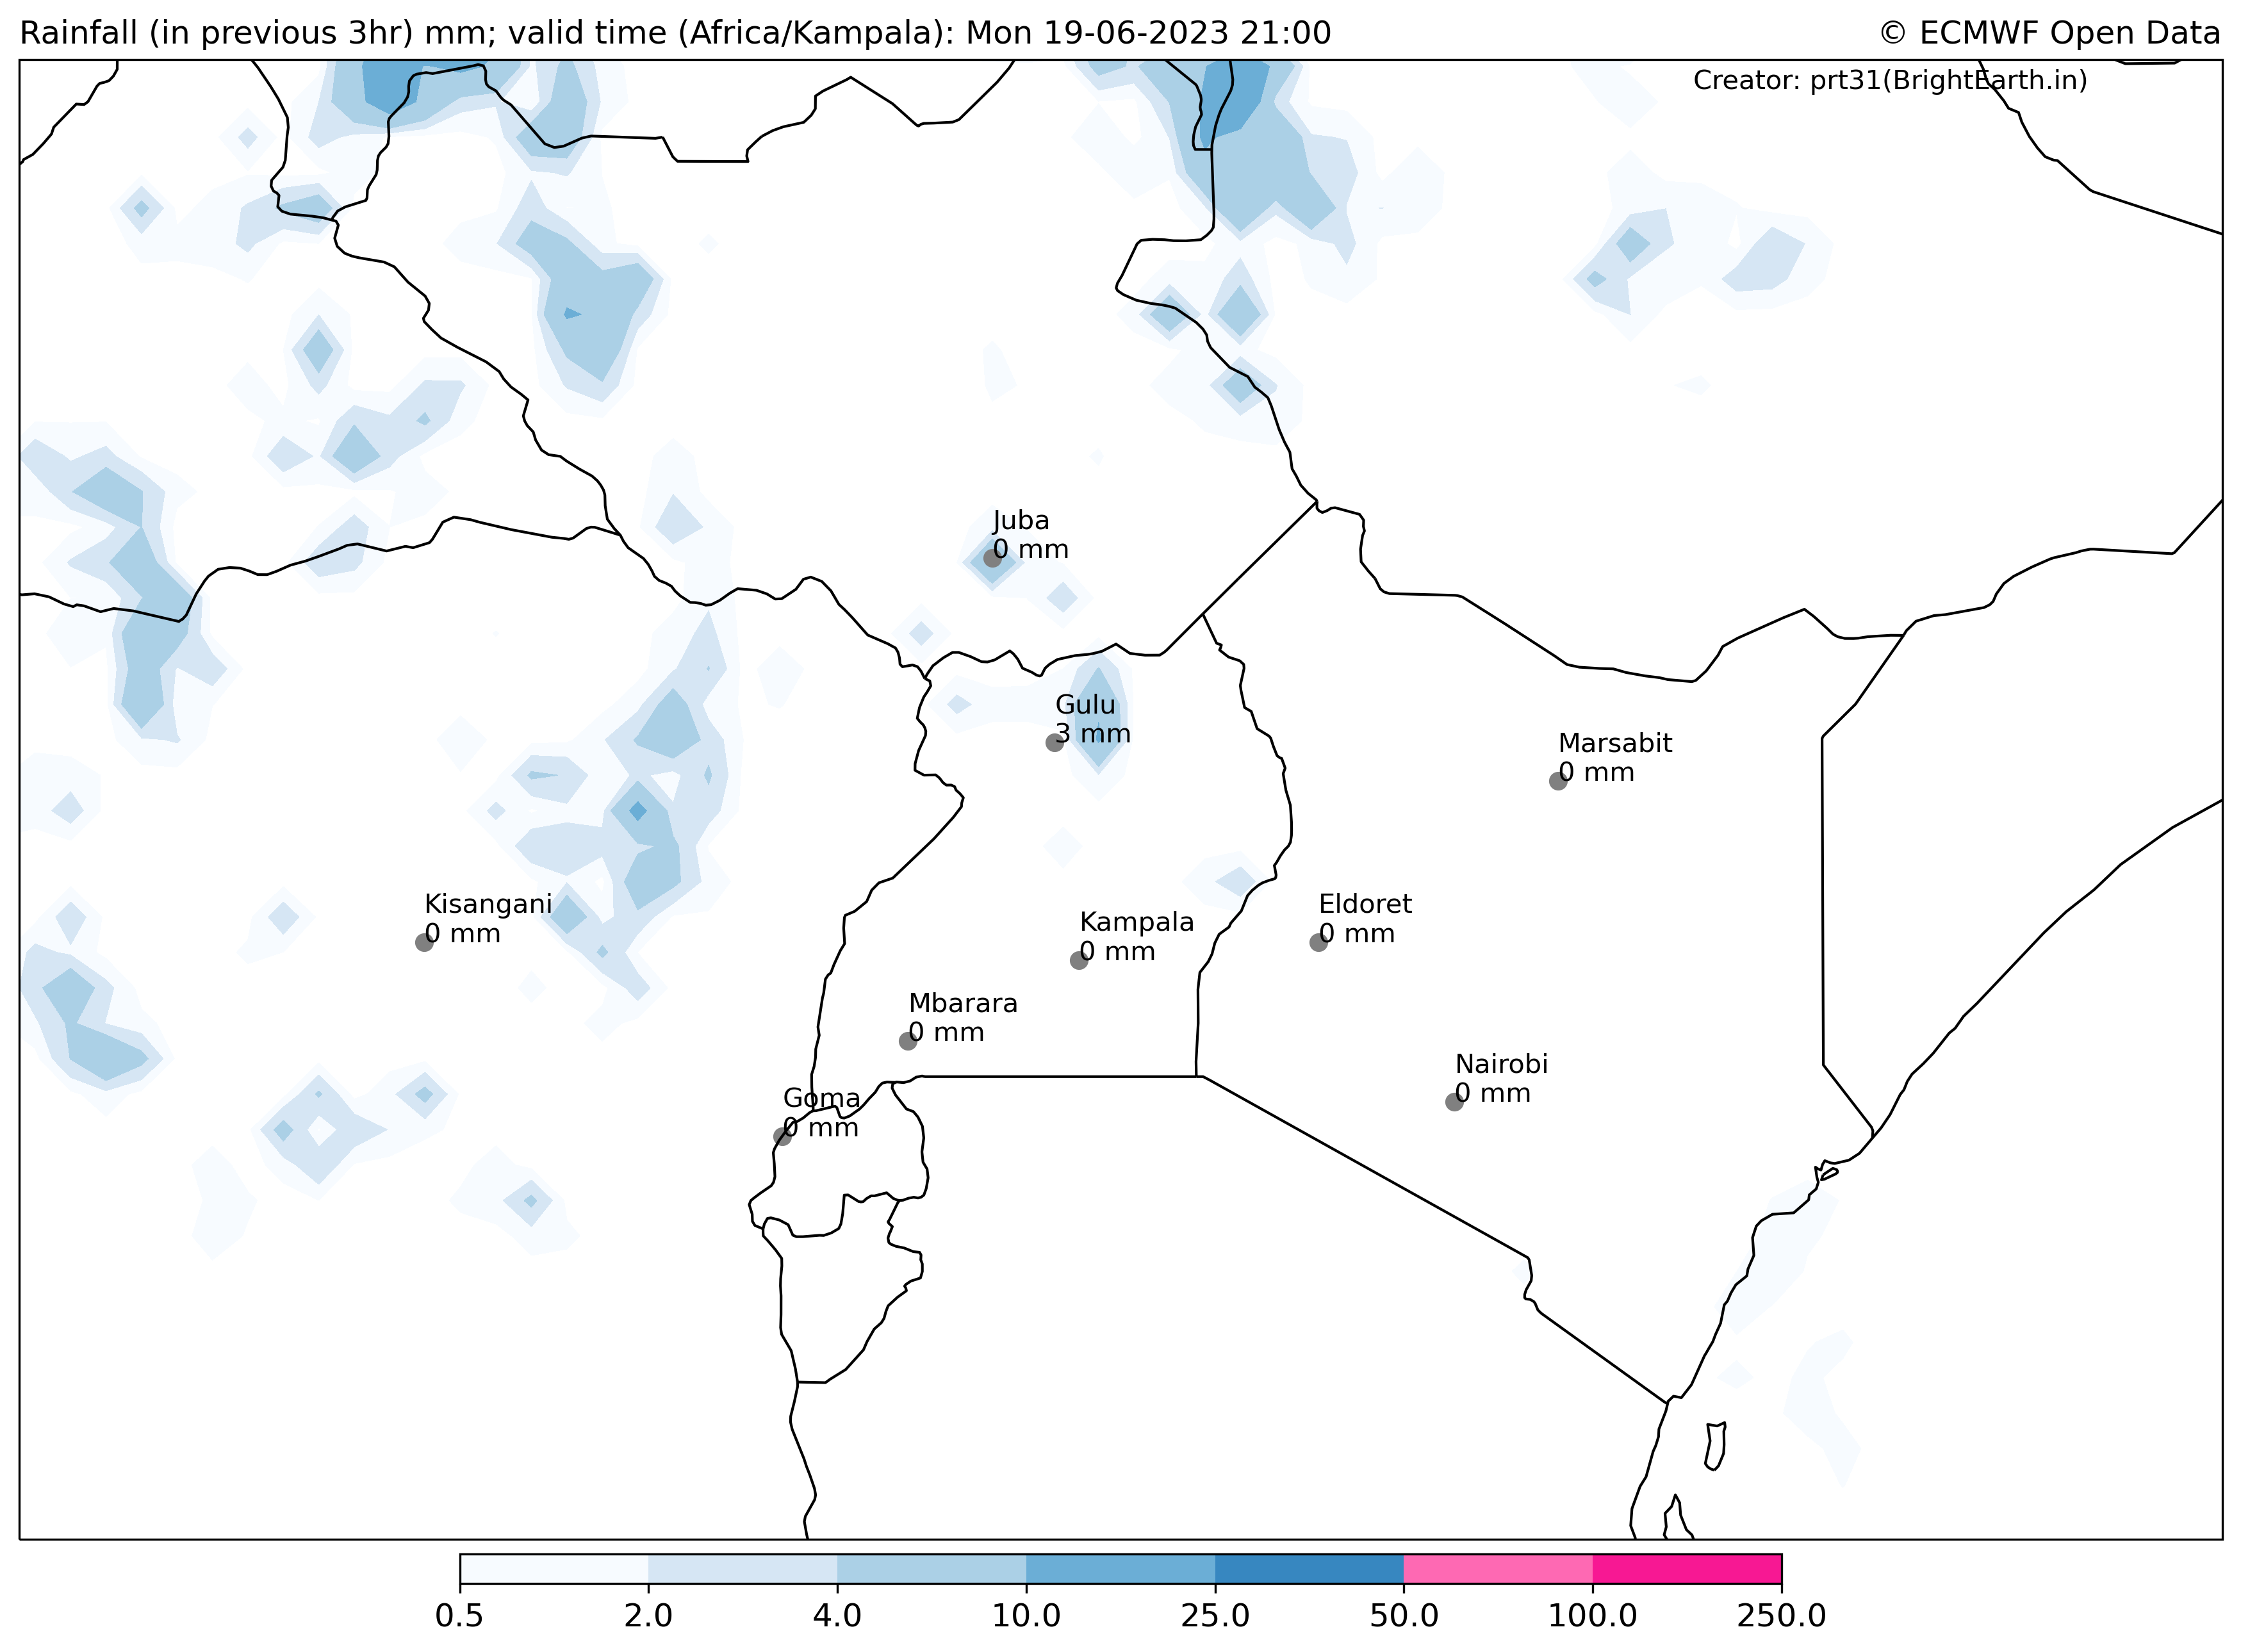 Rainfall (in previous 3hr) mm; valid time (Africa/Kampala): Mon 19-06-2023 21:00
© ECMWF Open Data
Creator: prt31(BrightEarth.in)
Juba
0 mm
Gulu
3 mm
Marsabit
0 mm
Kisangani
0 mm
Kampala
0 mm
Eldoret
0 mm
Mbarara
0 mm
Nairobi
0 mm
Goma
0 mm
0.5 2.0 4.0 10.0 25.0 50.0 100.0 250.0